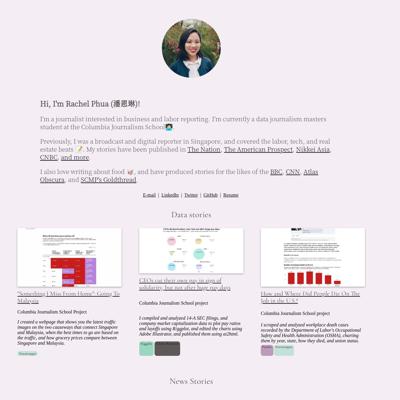 Hi, I'm Rachel Phua (潘恩琳)!
I'm a journalist interested in business and labor reporting. I'm currently a data journalism masters
student at the Columbia Journalism School
Previously, I was a broadcast and digital reporter in Singapore, and covered the labor, tech, and real
estate beats. My stories have been published in The Nation, The American Prospect, Nikkei Asia,
CNBC, and more.
I also love writing about food, and have produced stories for the likes of the BBC, CNN, Atlas
Obscura, and SCMP's Goldthread.
E-mail | LinkedIn | Twitter | GitHub | Resume
Data stories
"Something I Miss From Home": Going To
Malaysia
Columbia Journalism School Project
I created a webpage that shows you the latest traffic
images on the two causeways that connect Singapore
and Malaysia, when the best times to go are based on
the traffic, and how grocery prices compare between
Singapore and Malaysia.
CEOs cut their own pay in sign of
solidarity, but not after huge pay days
Columbia Journalism School project
I compiled and analyzed 14-A SEC filings, and
company market capitalization data to plot pay ratios
and layoffs using RiggPlot, and edited the charts using
Adobe Illustrator, and published them using ai2html.
How and Where Did People Die On The
Job in the U.S?
Columbia Journalism School project
I scraped and analyzed workplace death cases
recorded by the Department of Labor's Occupational
Safety and Health Administration (OSHA), charting
them by year, state, how they died, and union status.
News Stories